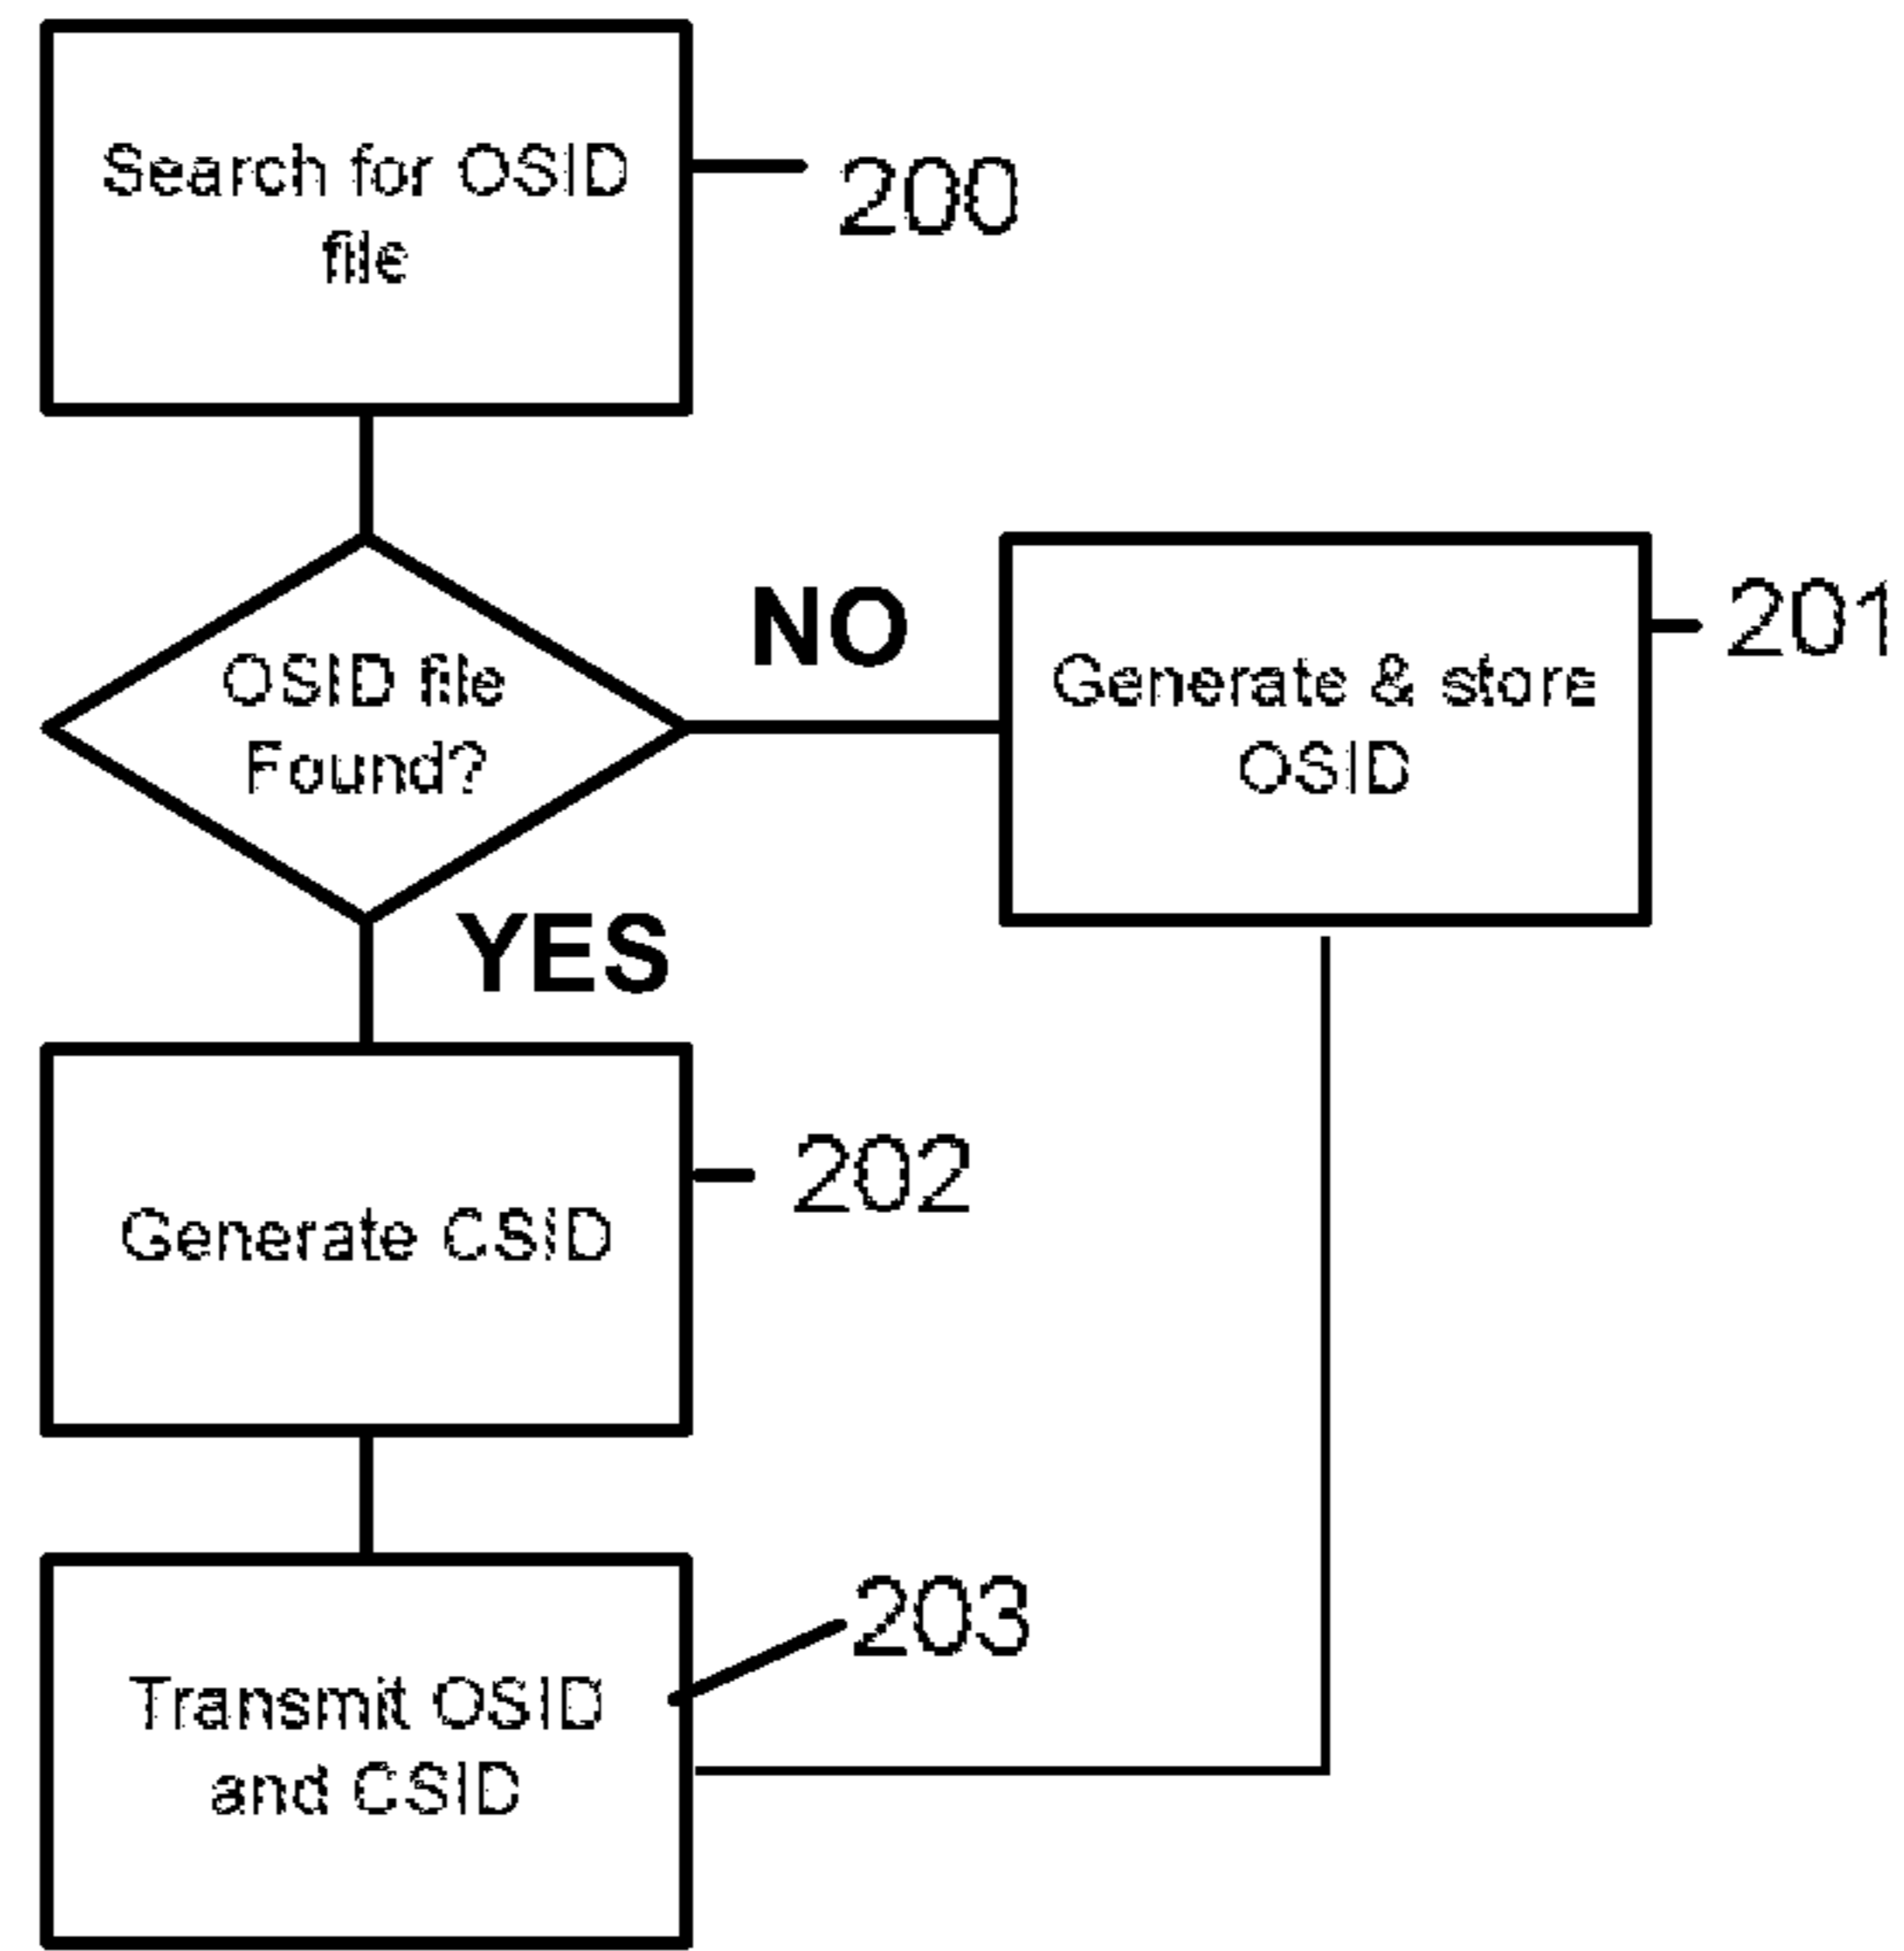 Search for OSID
file
200
OSID file
Found?
NO
Generate & store
OSID
201
YES
Generate CSID
202
Transmit OSID
and CSID
203